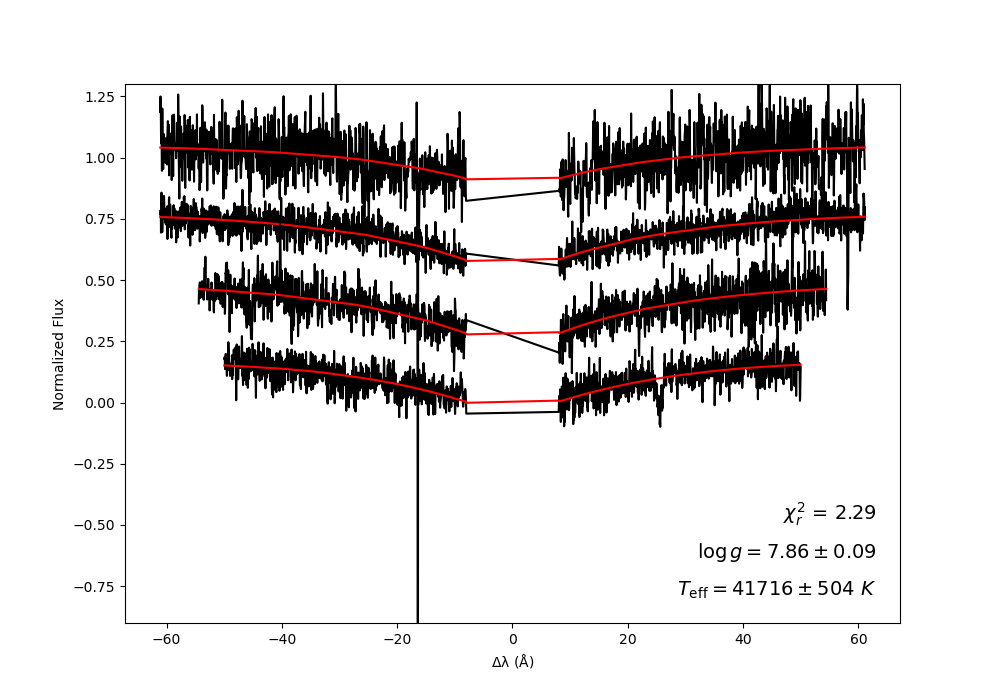 1.25
1.00
0.75
0.50
0.25
0.00
−0.25
−0.50
−0.75
Normalized Flux
χ²ᵣ = 2.29
log g = 7.86 ± 0.09
T_eff = 41716 ± 504 K
−60 −40 −20 0 20 40 60
Δλ (Å)